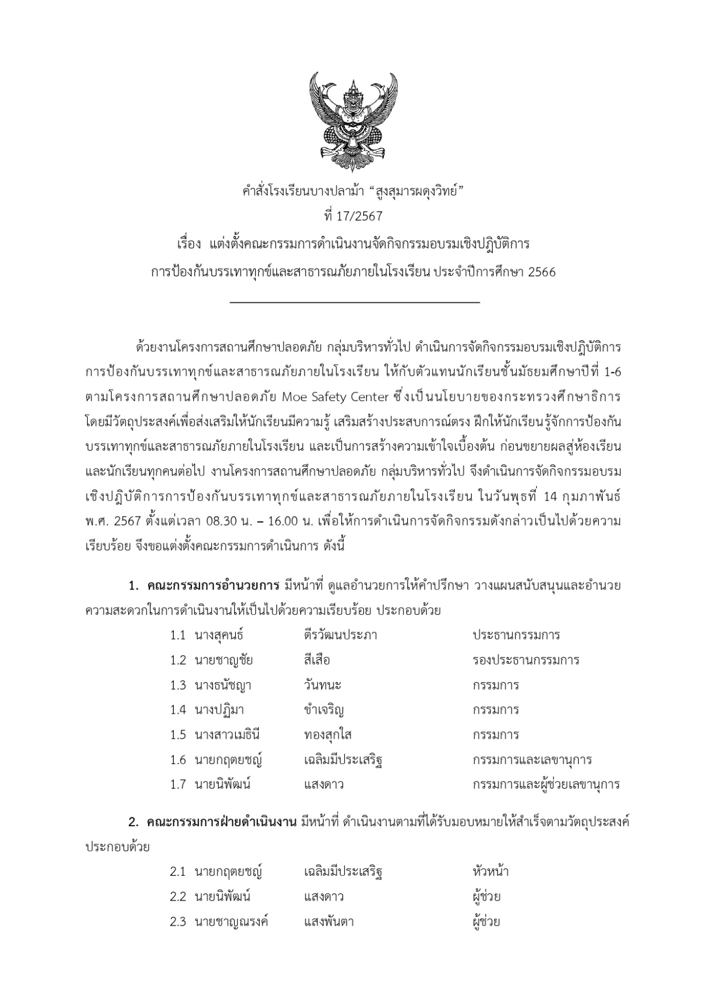 คำสั่งโรงเรียนบางปลาม้า “สูงสุมารผดุงวิทย์”
ที่ 17/2567
เรื่อง แต่งตั้งคณะกรรมการดำเนินงานจัดกิจกรรมอบรมเชิงปฏิบัติการ
การป้องกันบรรเทาทุกข์และสาธารณภัยภายในโรงเรียน ประจำปีการศึกษา 2566
ด้วยงานโครงการสถานศึกษาปลอดภัย กลุ่มบริหารทั่วไป ดำเนินการจัดกิจกรรมอบรมเชิงปฏิบัติการ
การป้องกันบรรเทาทุกข์และสาธารณภัยภายในโรงเรียน ให้กับตัวแทนนักเรียนชั้นมัธยมศึกษาปีที่ 1-6
ตามโครงการสถานศึกษาปลอดภัย Moe Safety Center ซึ่งเป็นนโยบายของกระทรวงศึกษาธิการ
โดยมีวัตถุประสงค์เพื่อส่งเสริมให้นักเรียนมีความรู้ เสริมสร้างประสบการณ์ตรง ฝึกให้นักเรียนรู้จักการป้องกัน
บรรเทาทุกข์และสาธารณภัยภายในโรงเรียน และเป็นการสร้างความเข้าใจเบื้องต้น ก่อนขยายผลสู่ห้องเรียน
และนักเรียนทุกคนต่อไป งานโครงการสถานศึกษาปลอดภัย กลุ่มบริหารทั่วไป จึงดำเนินการจัดกิจกรรมอบรม
เชิงปฏิบัติการการป้องกันบรรเทาทุกข์และสาธารณภัยภายในโรงเรียน ในวันพุธที่ 14 กุมภาพันธ์
พ.ศ. 2567 ตั้งแต่เวลา 08.30 น. – 16.00 น. เพื่อให้การดำเนินการจัดกิจกรรมดังกล่าวเป็นไปด้วยความ
เรียบร้อย จึงขอแต่งตั้งคณะกรรมการดำเนินการ ดังนี้
1. คณะกรรมการอำนวยการ มีหน้าที่ ดูแลอำนวยการให้คำปรึกษา วางแผนสนับสนุนและอำนวย
ความสะดวกในการดำเนินงานให้เป็นไปด้วยความเรียบร้อย ประกอบด้วย
1.1 นางสุคนธ์ ตีรวัฒนประภา ประธานกรรมการ
1.2 นายชาญชัย สีเสือ รองประธานกรรมการ
1.3 นางธนัชญา วันทนะ กรรมการ
1.4 นางปฏิมา ขำเจริญ กรรมการ
1.5 นางสาวเมธินี ทองสุกใส กรรมการ
1.6 นายกฤตยชญ์ เฉลิมมีประเสริฐ กรรมการและเลขานุการ
1.7 นายนิพัฒน์ แสงดาว กรรมการและผู้ช่วยเลขานุการ
2. คณะกรรมการฝ่ายดำเนินงาน มีหน้าที่ ดำเนินงานตามที่ได้รับมอบหมายให้สำเร็จตามวัตถุประสงค์
ประกอบด้วย
2.1 นายกฤตยชญ์ เฉลิมมีประเสริฐ หัวหน้า
2.2 นายนิพัฒน์ แสงดาว ผู้ช่วย
2.3 นายชาญณรงค์ แสงพันตา ผู้ช่วย